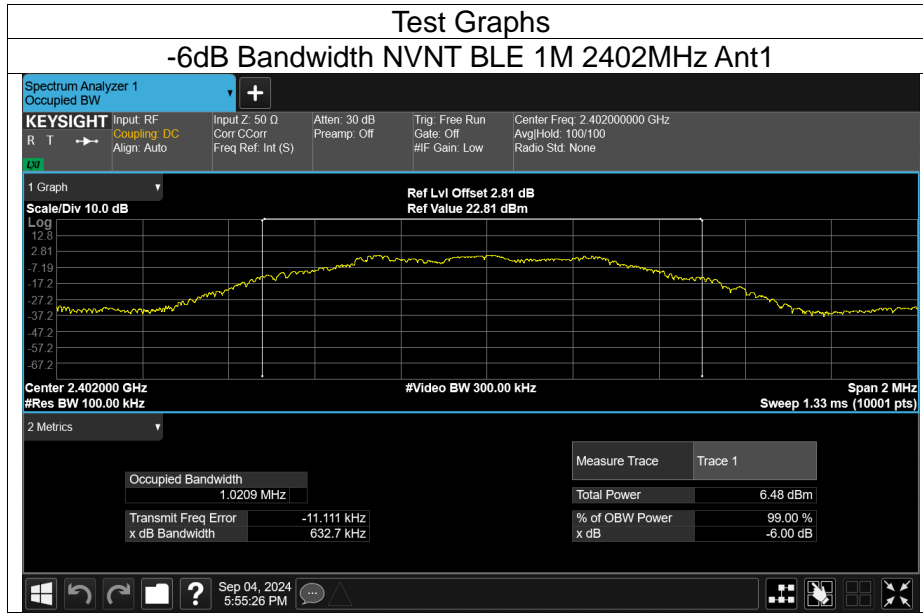 Test Graphs
-6dB Bandwidth NVNT BLE 1M 2402MHz Ant1
Spectrum Analyzer 1
Occupied BW
+
KEYSIGHT
R T
LXI
Input: RF
Coupling: DC
Align: Auto
Input Z: 50 Ω
Corr CCorr
Freq Ref: Int (S)
Atten: 30 dB
Preamp: Off
Trig: Free Run
Gate: Off
#IF Gain: Low
Center Freq: 2.402000000 GHz
Avg|Hold: 100/100
Radio Std: None
1 Graph
Scale/Div 10.0 dB
Ref Lvl Offset 2.81 dB
Ref Value 22.81 dBm
Log
12.8
2.81
-7.19
-17.2
-27.2
-37.2
-47.2
-57.2
-67.2
Center 2.402000 GHz
#Res BW 100.00 kHz
#Video BW 300.00 kHz
Span 2 MHz
Sweep 1.33 ms (10001 pts)
2 Metrics
Occupied Bandwidth
1.0209 MHz
Transmit Freq Error -11.111 kHz
x dB Bandwidth 632.7 kHz
Measure Trace Trace 1
Total Power 6.48 dBm
% of OBW Power 99.00 %
x dB -6.00 dB
?
Sep 04, 2024
5:55:26 PM